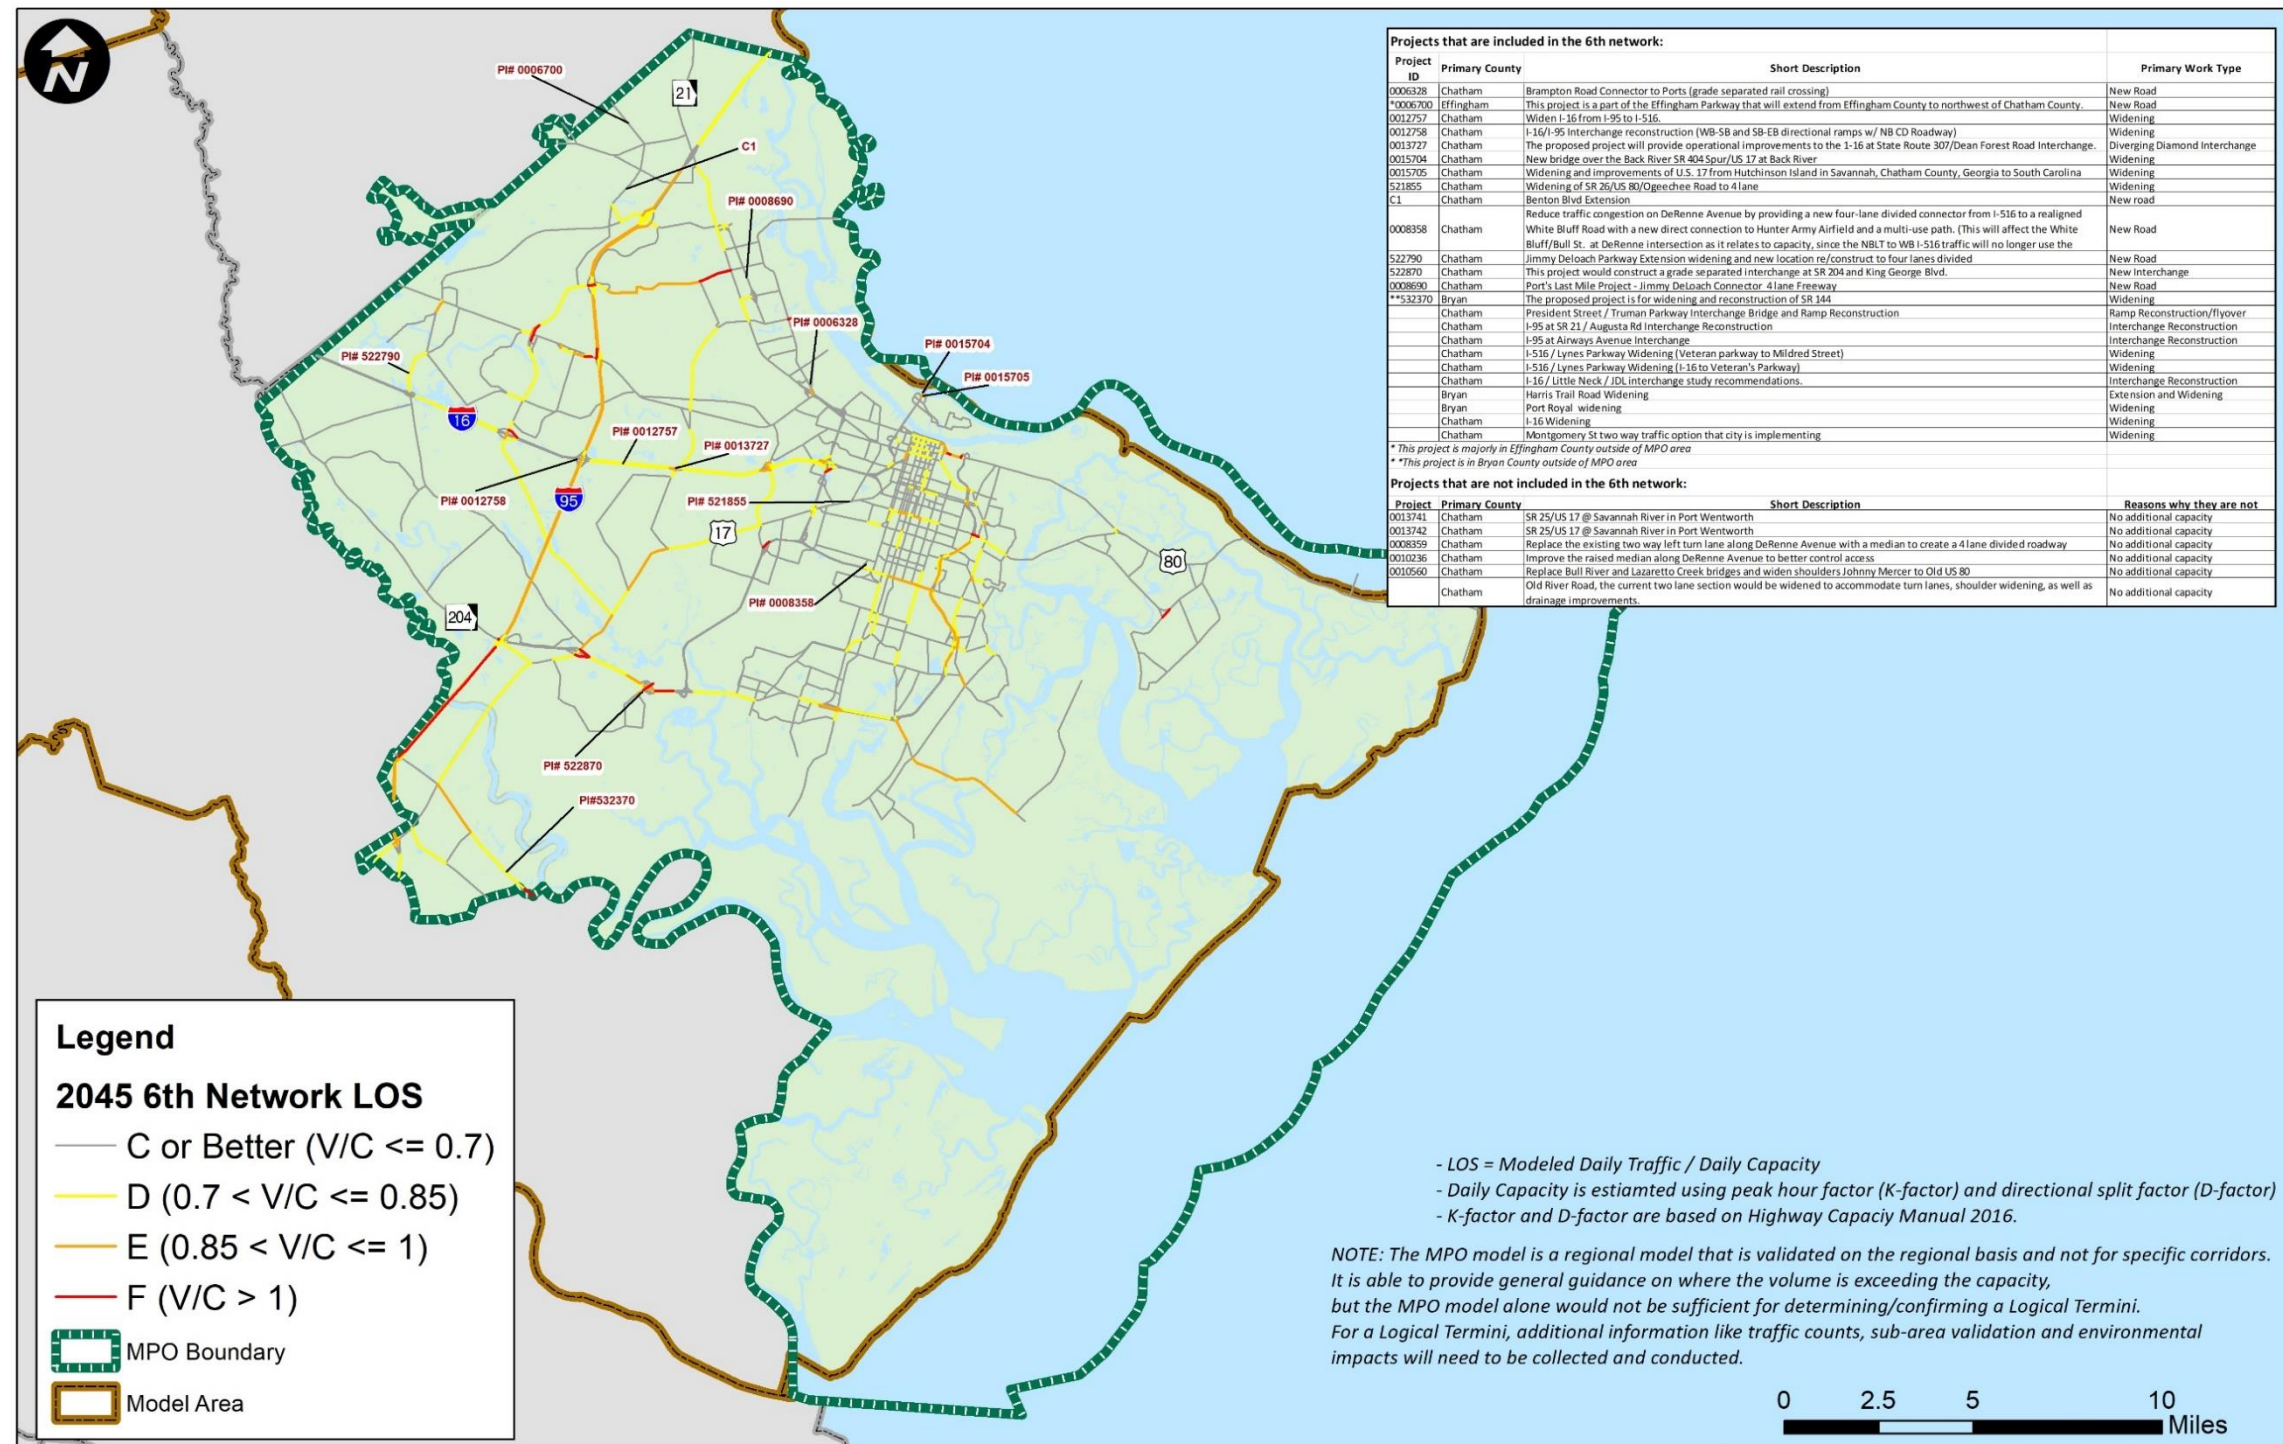 N
PI# 0006700
21
C1
PI# 0008690
PI# 0006328
PI# 0015704
PI# 0015705
PI# 522790
16
PI# 0012757
PI# 0013727
PI# 0012758
95
PI# 521855
17
80
PI# 0008358
204
PI# 522870
PI#532370
Projects that are included in the 6th network:
Project ID Primary County Short Description Primary Work Type
0006328 Chatham Brampton Road Connector to Ports (grade separated rail crossing) New Road
*0006700 Effingham This project is a part of the Effingham Parkway that will extend from Effingham County to northwest of Chatham County. New Road
0012757 Chatham Widen I-16 from I-95 to I-516. Widening
0012758 Chatham I-16/I-95 Interchange reconstruction (WB-SB and SB-EB directional ramps w/ NB CD Roadway) Widening
0013727 Chatham The proposed project will provide operational improvements to the 1-16 at State Route 307/Dean Forest Road Interchange. Diverging Diamond Interchange
0015704 Chatham New bridge over the Back River SR 404 Spur/US 17 at Back River Widening
0015705 Chatham Widening and improvements of U.S. 17 from Hutchinson Island in Savannah, Chatham County, Georgia to South Carolina Widening
521855 Chatham Widening of SR 26/US 80/Ogeechee Road to 4 lane Widening
C1 Chatham Benton Blvd Extension New road
Reduce traffic congestion on DeRenne Avenue by providing a new four-lane divided connector from I-516 to a realigned
0008358 Chatham White Bluff Road with a new direct connection to Hunter Army Airfield and a multi-use path. (This will affect the White New Road
Bluff/Bull St. at DeRenne intersection as it relates to capacity, since the NBLT to WB I-516 traffic will no longer use the
522790 Chatham Jimmy Deloach Parkway Extension widening and new location re/construct to four lanes divided New Road
522870 Chatham This project would construct a grade separated interchange at SR 204 and King George Blvd. New Interchange
0008690 Chatham Port's Last Mile Project - Jimmy DeLoach Connector 4 lane Freeway New Road
**532370 Bryan The proposed project is for widening and reconstruction of SR 144 Widening
Chatham President Street / Truman Parkway Interchange Bridge and Ramp Reconstruction Ramp Reconstruction/flyover
Chatham I-95 at SR 21 / Augusta Rd Interchange Reconstruction Interchange Reconstruction
Chatham I-95 at Airways Avenue Interchange Interchange Reconstruction
Chatham I-516 / Lynes Parkway Widening (Veteran parkway to Mildred Street) Widening
Chatham I-516 / Lynes Parkway Widening (I-16 to Veteran's Parkway) Widening
Chatham I-16 / Little Neck / JDL interchange study recommendations. Interchange Reconstruction
Bryan Harris Trail Road Widening Extension and Widening
Bryan Port Royal widening Widening
Chatham I-16 Widening Widening
Chatham Montgomery St two way traffic option that city is implementing Widening
* This project is majorly in Effingham County outside of MPO area
* *This project is in Bryan County outside of MPO area
Projects that are not included in the 6th network:
Project Primary County Short Description Reasons why they are not
0013741 Chatham SR 25/US 17 @ Savannah River in Port Wentworth No additional capacity
0013742 Chatham SR 25/US 17 @ Savannah River in Port Wentworth No additional capacity
0008359 Chatham Replace the existing two way left turn lane along DeRenne Avenue with a median to create a 4 lane divided roadway No additional capacity
0010236 Chatham Improve the raised median along DeRenne Avenue to better control access No additional capacity
0010560 Chatham Replace Bull River and Lazaretto Creek bridges and widen shoulders Johnny Mercer to Old US 80 No additional capacity
Chatham Old River Road, the current two lane section would be widened to accommodate turn lanes, shoulder widening, as well as No additional capacity
drainage improvements.
Legend
2045 6th Network LOS
C or Better (V/C <= 0.7)
D (0.7 < V/C <= 0.85)
E (0.85 < V/C <= 1)
F (V/C > 1)
MPO Boundary
Model Area
- LOS = Modeled Daily Traffic / Daily Capacity
- Daily Capacity is estiamted using peak hour factor (K-factor) and directional split factor (D-factor)
- K-factor and D-factor are based on Highway Capaciy Manual 2016.
NOTE: The MPO model is a regional model that is validated on the regional basis and not for specific corridors.
It is able to provide general guidance on where the volume is exceeding the capacity,
but the MPO model alone would not be sufficient for determining/confirming a Logical Termini.
For a Logical Termini, additional information like traffic counts, sub-area validation and environmental
impacts will need to be collected and conducted.
0 2.5 5 10
Miles